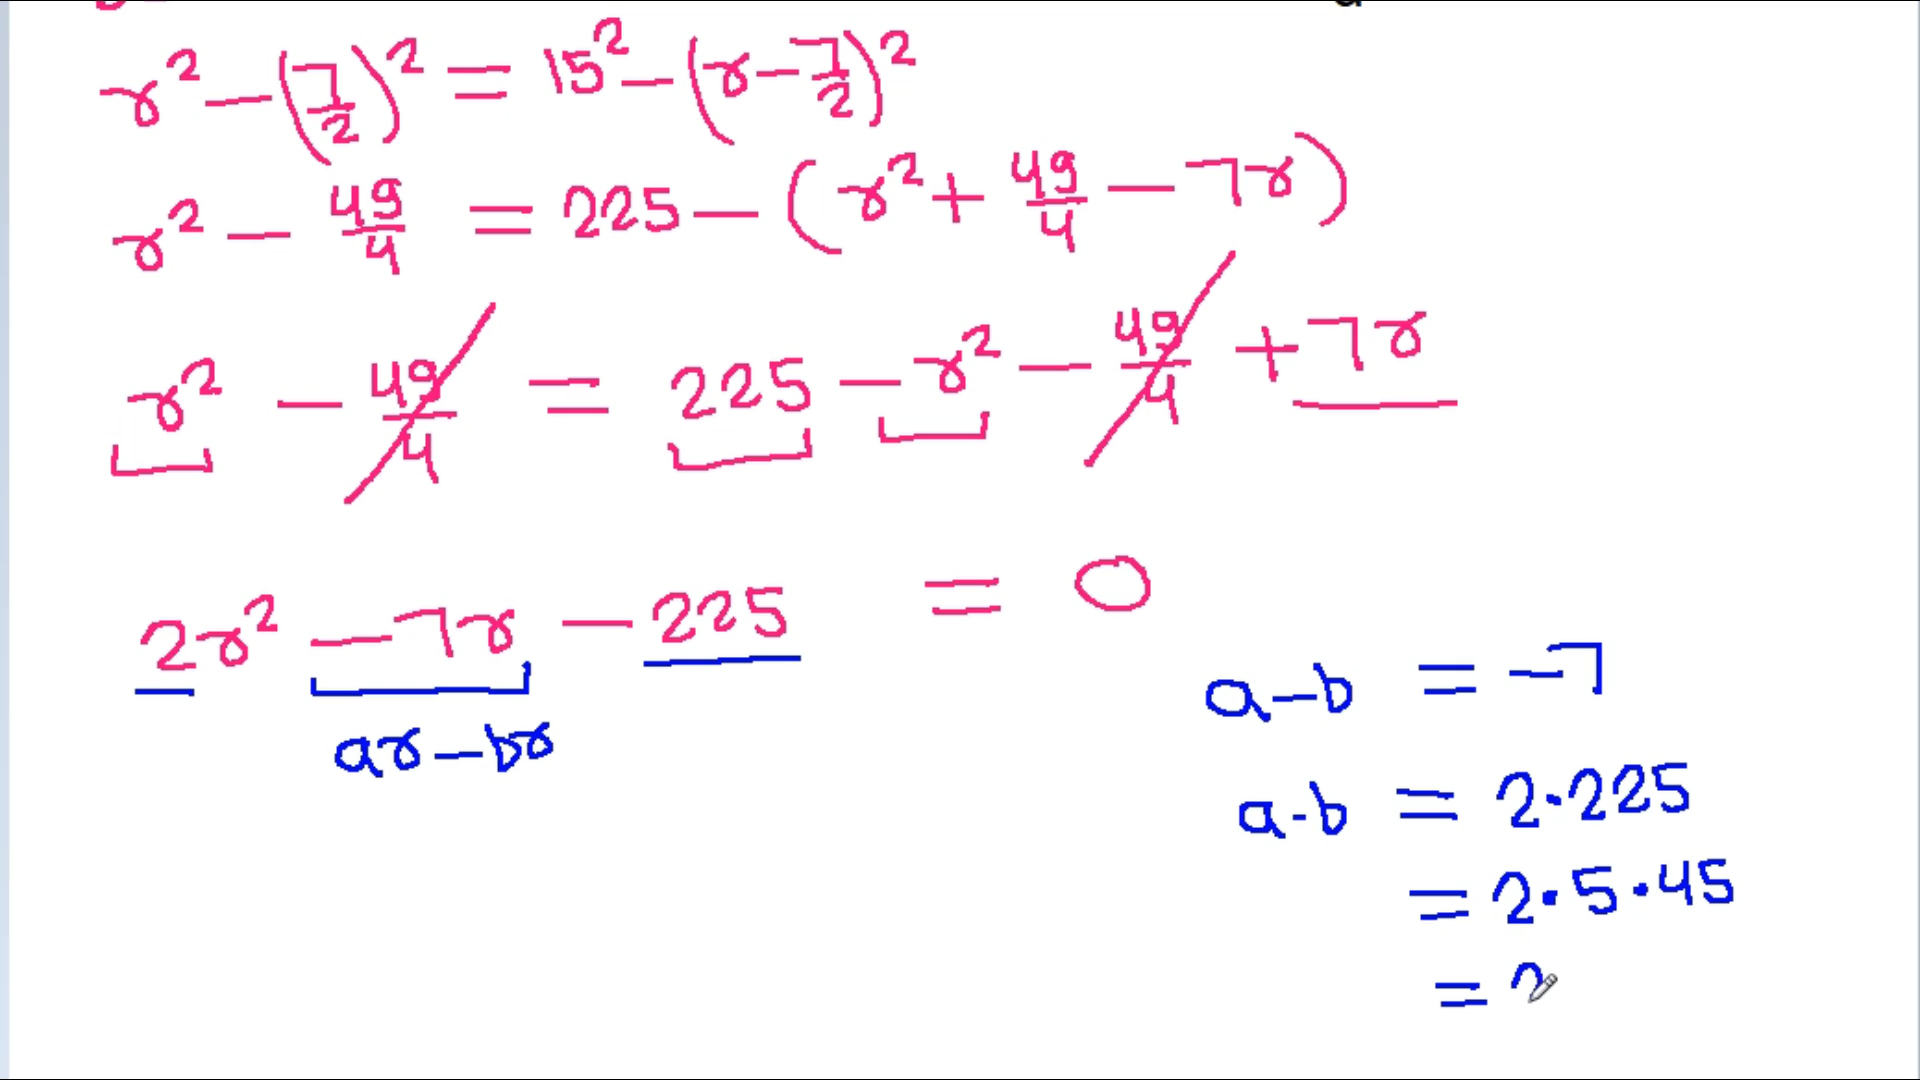 r² - (7/2)² = 15² - (r - 7/2)²
r² - 49/4 = 225 - (r² + 49/4 - 7r)
r² - 49/4 = 225 - r² - 49/4 + 7r
2r² - 7r - 225 = 0
ar - br
a - b = -7
a·b = 2·225
= 2·5·45
=